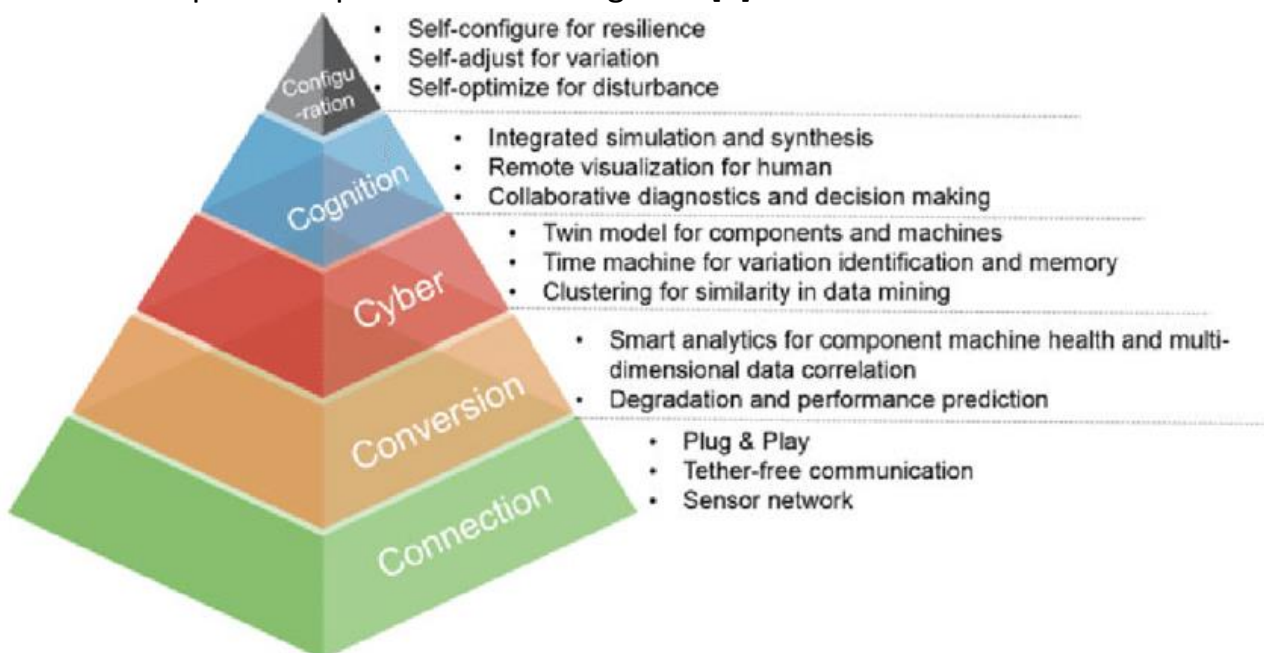 Configu
-ration
• Self-configure for resilience
• Self-adjust for variation
• Self-optimize for disturbance
Cognition
• Integrated simulation and synthesis
• Remote visualization for human
• Collaborative diagnostics and decision making
Cyber
• Twin model for components and machines
• Time machine for variation identification and memory
• Clustering for similarity in data mining
Conversion
• Smart analytics for component machine health and multi-
dimensional data correlation
• Degradation and performance prediction
Connection
• Plug & Play
• Tether-free communication
• Sensor network